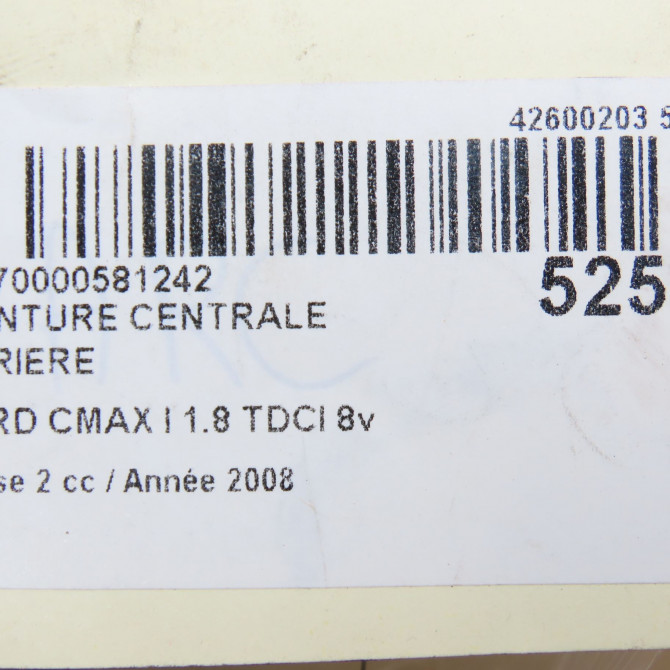 42600203 5
70000581242
525
NTURE CENTRALE
RIERE
RD CMAX I 1.8 TDCI 8v
se 2 cc / Année 2008